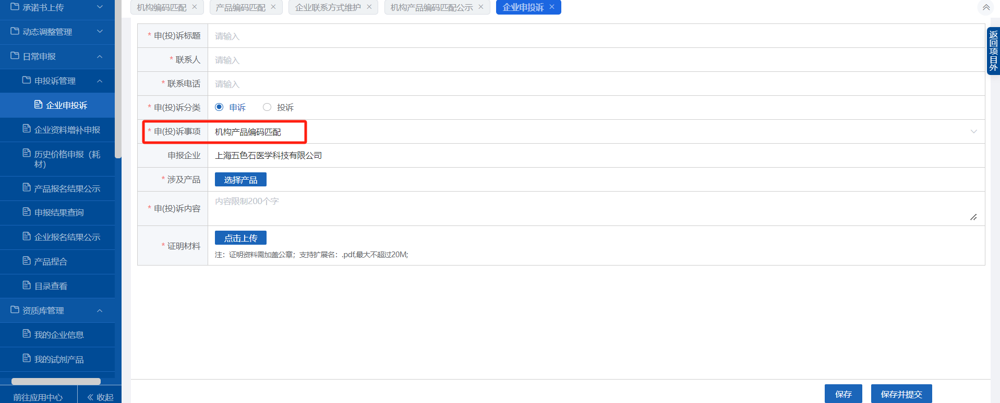 承诺书上传
动态调整管理
日常申报
申投诉管理
企业申投诉
企业资料增补申报
历史价格申报（耗
材）
产品报名结果公示
申报结果查询
企业报名结果公示
产品捏合
目录查看
资质库管理
我的企业信息
我的试剂产品
前往应用中心
收起
机构编码匹配
产品编码匹配
企业联系方式维护
机构产品编码匹配公示
企业申投诉
* 申(投)诉标题 请输入
* 联系人 请输入
* 联系电话 请输入
* 申(投)诉分类 申诉 投诉
* 申(投)诉事项 机构产品编码匹配
申报企业 上海五色石医学科技有限公司
* 涉及产品 选择产品
* 申(投)诉内容 内容限制200个字
* 证明材料 点击上传
注：证明资料需加盖公章；支持扩展名：.pdf,最大不超过20M;
返回项目外
保存 保存并提交